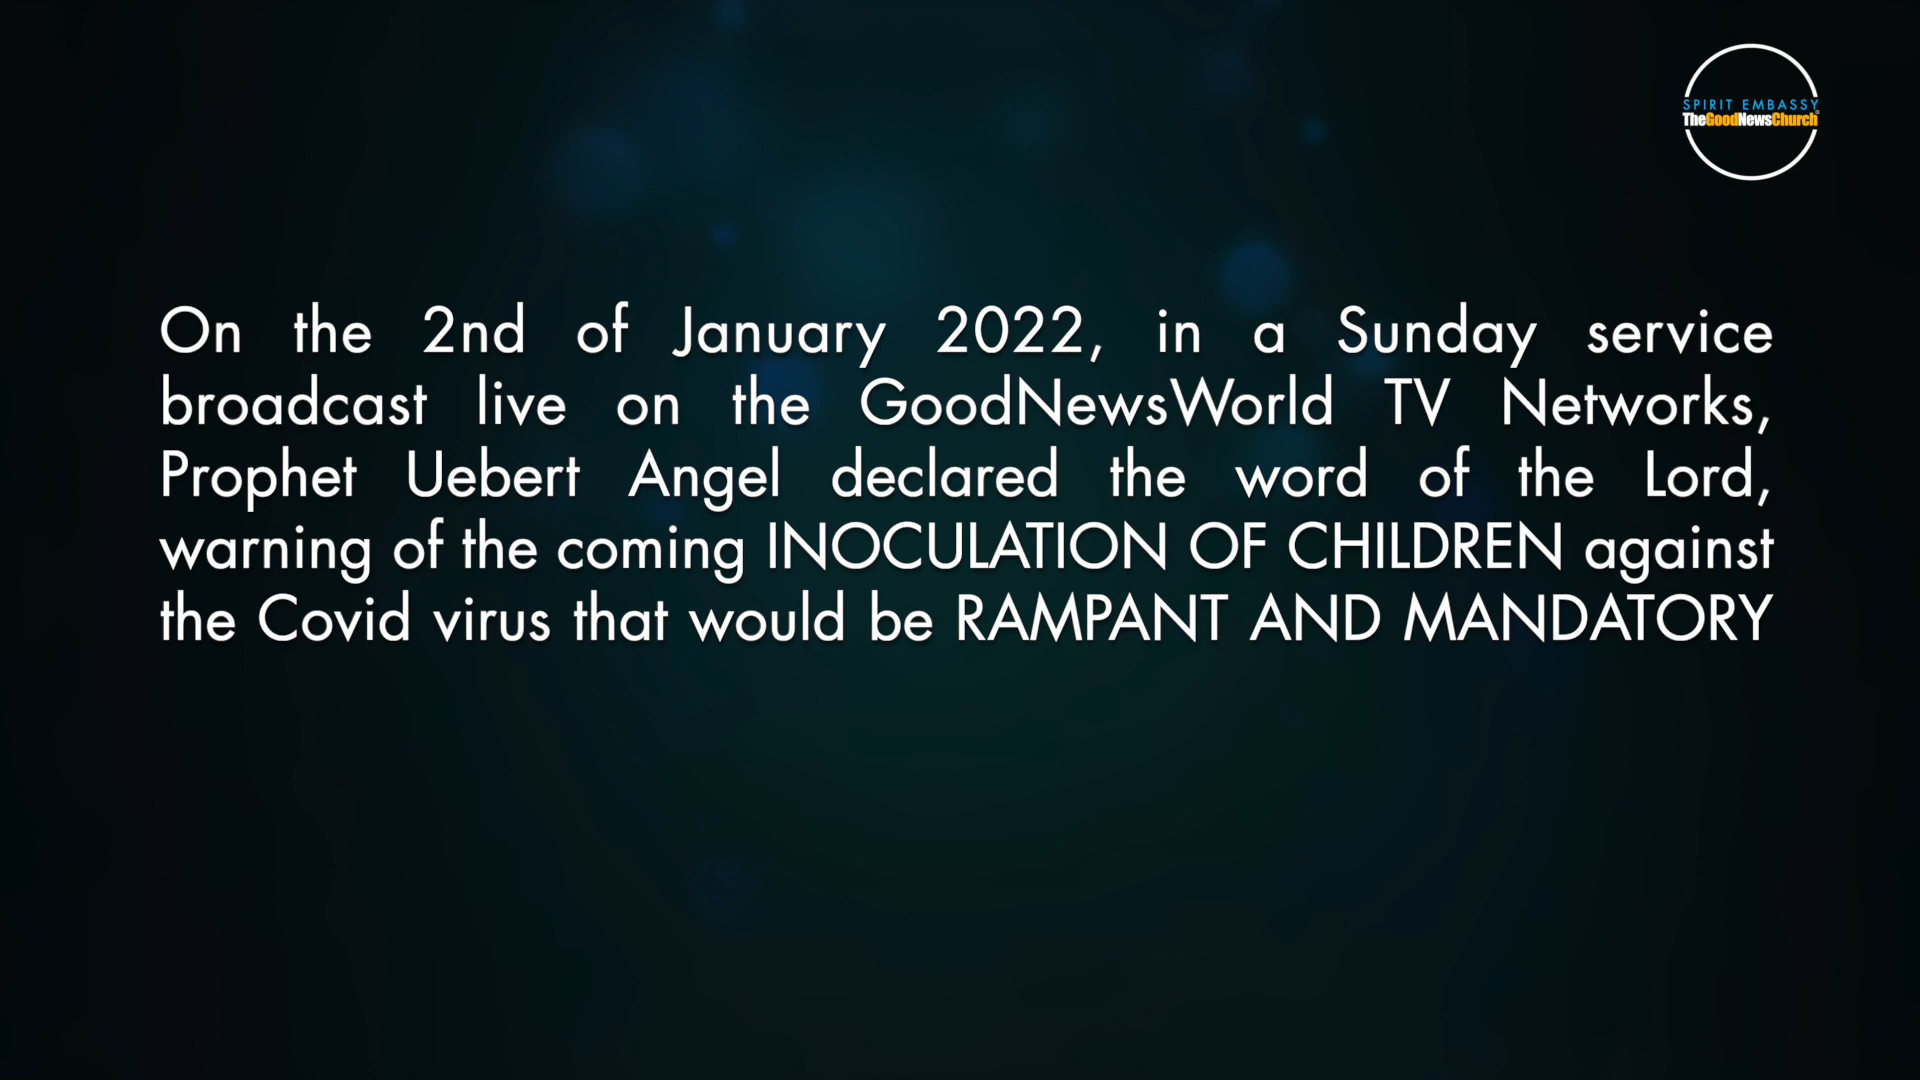 SPIRIT EMBASSY
TheGoodNewsChurch
On the 2nd of January 2022, in a Sunday service
broadcast live on the GoodNewsWorld TV Networks,
Prophet Uebert Angel declared the word of the Lord,
warning of the coming INOCULATION OF CHILDREN against
the Covid virus that would be RAMPANT AND MANDATORY